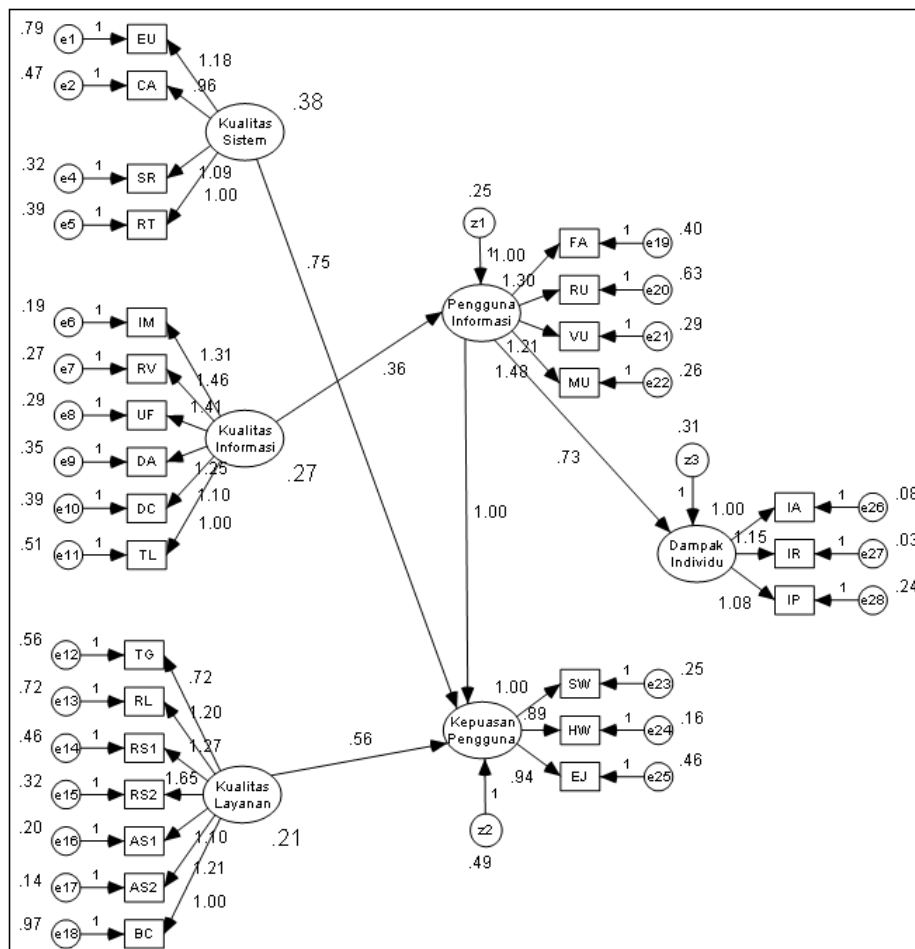 .79
e1
1
EU
1.18
.47
e2
1
CA
.96
Kualitas
Sistem
.38
.32
e4
1
SR
1.09
.39
e5
1
RT
1.00
.75
.19
e6
1
IM
1.31
.27
e7
1
RV
1.46
.29
e8
1
UF
1.41
Kualitas
Informasi
.27
.35
e9
1
DA
1.25
.39
e10
1
DC
1.10
.51
e11
1
TL
1.00
.36
.56
e12
1
TG
.72
.72
e13
1
RL
1.20
.46
e14
1
RS1
1.27
.32
e15
1
RS2
1.65
Kualitas
Layanan
.21
.20
e16
1
AS1
1.10
.14
e17
1
AS2
1.21
.97
e18
1
BC
1.00
.56
.25
z1
1
Pengguna
Informasi
1.00
FA
1
e19
.40
1.30
RU
1
e20
.63
1.21
VU
1
e21
.29
1.48
MU
1
e22
.26
.73
1.00
.31
z3
1
Dampak
Individu
1.00
IA
1
e26
.08
1.15
IR
1
e27
.03
1.08
IP
1
e28
.24
Kepuasan
Pengguna
1.00
SW
1
e23
.25
.89
HW
1
e24
.16
.94
EJ
1
e25
.46
1
z2
.49